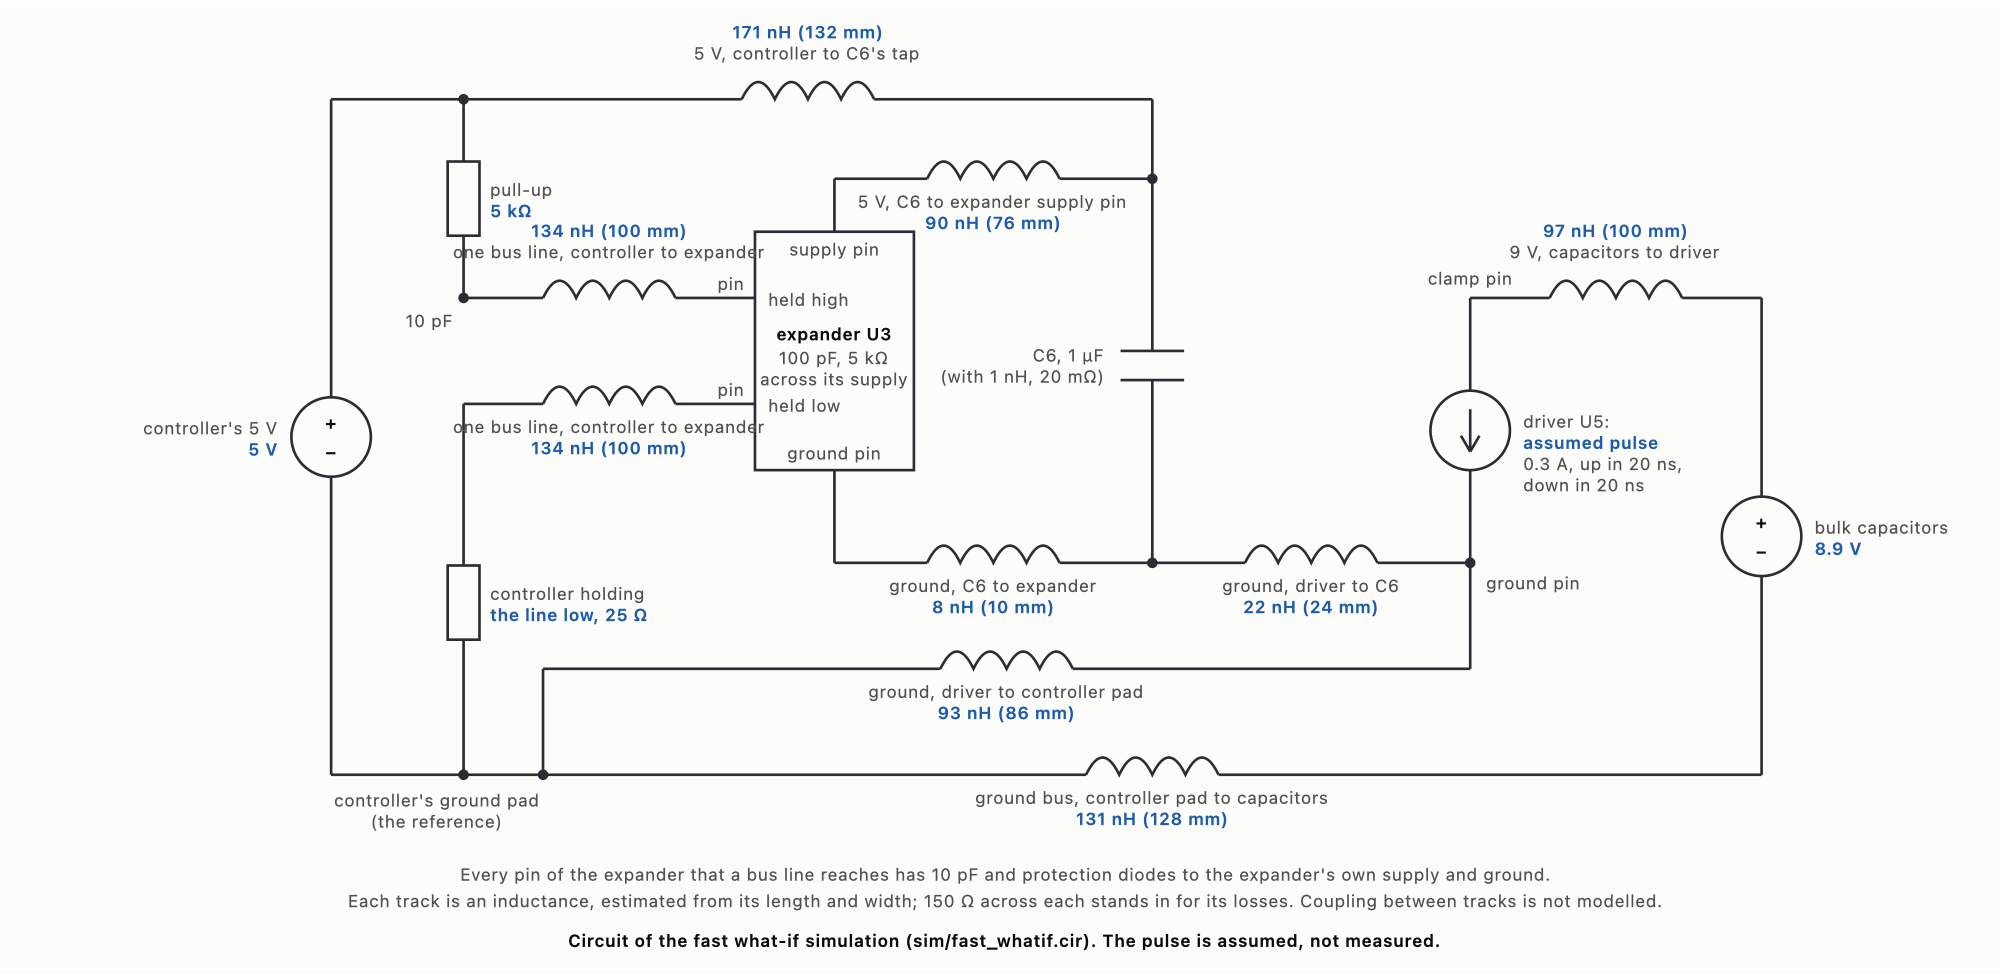 171 nH (132 mm)
5 V, controller to C6's tap
pull-up
5 kΩ
134 nH (100 mm)
one bus line, controller to expander
pin
10 pF
5 V, C6 to expander supply pin
90 nH (76 mm)
supply pin
held high
expander U3
100 pF, 5 kΩ
across its supply
held low
ground pin
97 nH (100 mm)
9 V, capacitors to driver
clamp pin
C6, 1 µF
(with 1 nH, 20 mΩ)
pin
one bus line, controller to expander
134 nH (100 mm)
controller's 5 V
5 V
+
−
driver U5:
assumed pulse
0.3 A, up in 20 ns,
down in 20 ns
+
−
bulk capacitors
8.9 V
controller holding
the line low, 25 Ω
ground, C6 to expander
8 nH (10 mm)
ground, driver to C6
22 nH (24 mm)
ground pin
ground, driver to controller pad
93 nH (86 mm)
controller's ground pad
(the reference)
ground bus, controller pad to capacitors
131 nH (128 mm)
Every pin of the expander that a bus line reaches has 10 pF and protection diodes to the expander's own supply and ground.
Each track is an inductance, estimated from its length and width; 150 Ω across each stands in for its losses. Coupling between tracks is not modelled.
Circuit of the fast what-if simulation (sim/fast_whatif.cir). The pulse is assumed, not measured.